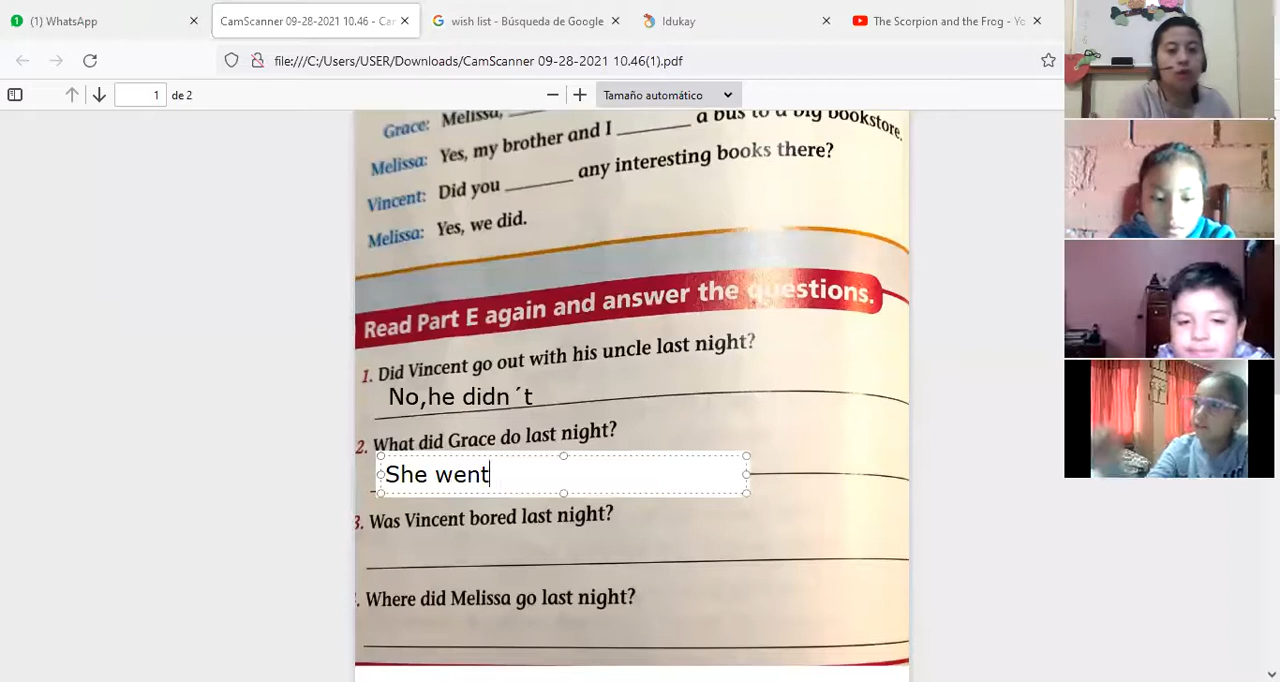 (1) WhatsApp
CamScanner 09-28-2021 10.46 - Car
wish list - Búsqueda de Google
Idukay
The Scorpion and the Frog - Yo
file:///C:/Users/USER/Downloads/CamScanner 09-28-2021 10.46(1).pdf
1 de 2
Tamaño automático
Grace: Melissa,
Melissa: Yes, my brother and I ______ a bus to a big bookstore.
Vincent: Did you ______ any interesting books there?
Melissa: Yes, we did.
Read Part E again and answer the questions.
1. Did Vincent go out with his uncle last night?
No,he didn´t
2. What did Grace do last night?
She went
3. Was Vincent bored last night?
. Where did Melissa go last night?